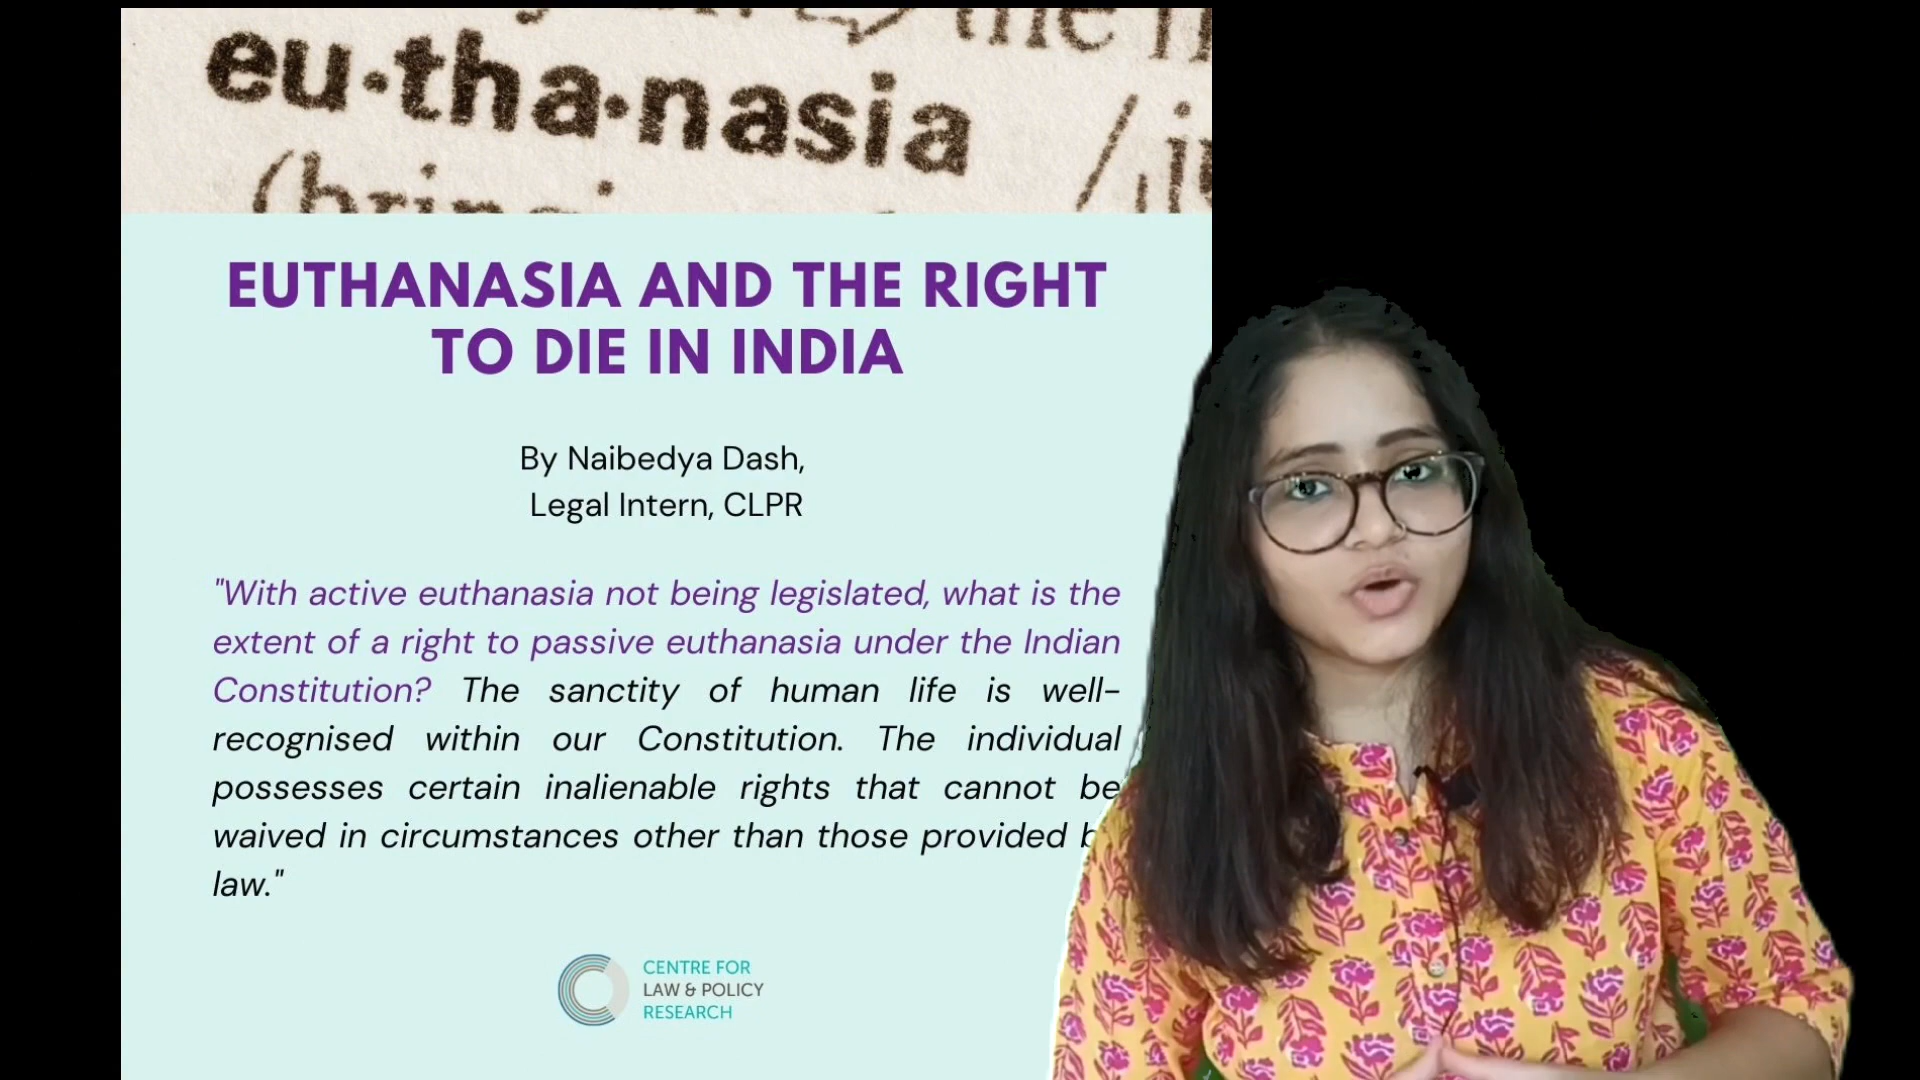 eu·tha·nasia
EUTHANASIA AND THE RIGHT
TO DIE IN INDIA
By Naibedya Dash,
Legal Intern, CLPR
"With active euthanasia not being legislated, what is the
extent of a right to passive euthanasia under the Indian
Constitution? The sanctity of human life is well-
recognised within our Constitution. The individual
possesses certain inalienable rights that cannot be
waived in circumstances other than those provided
law."
CENTRE FOR
LAW & POLICY
RESEARCH